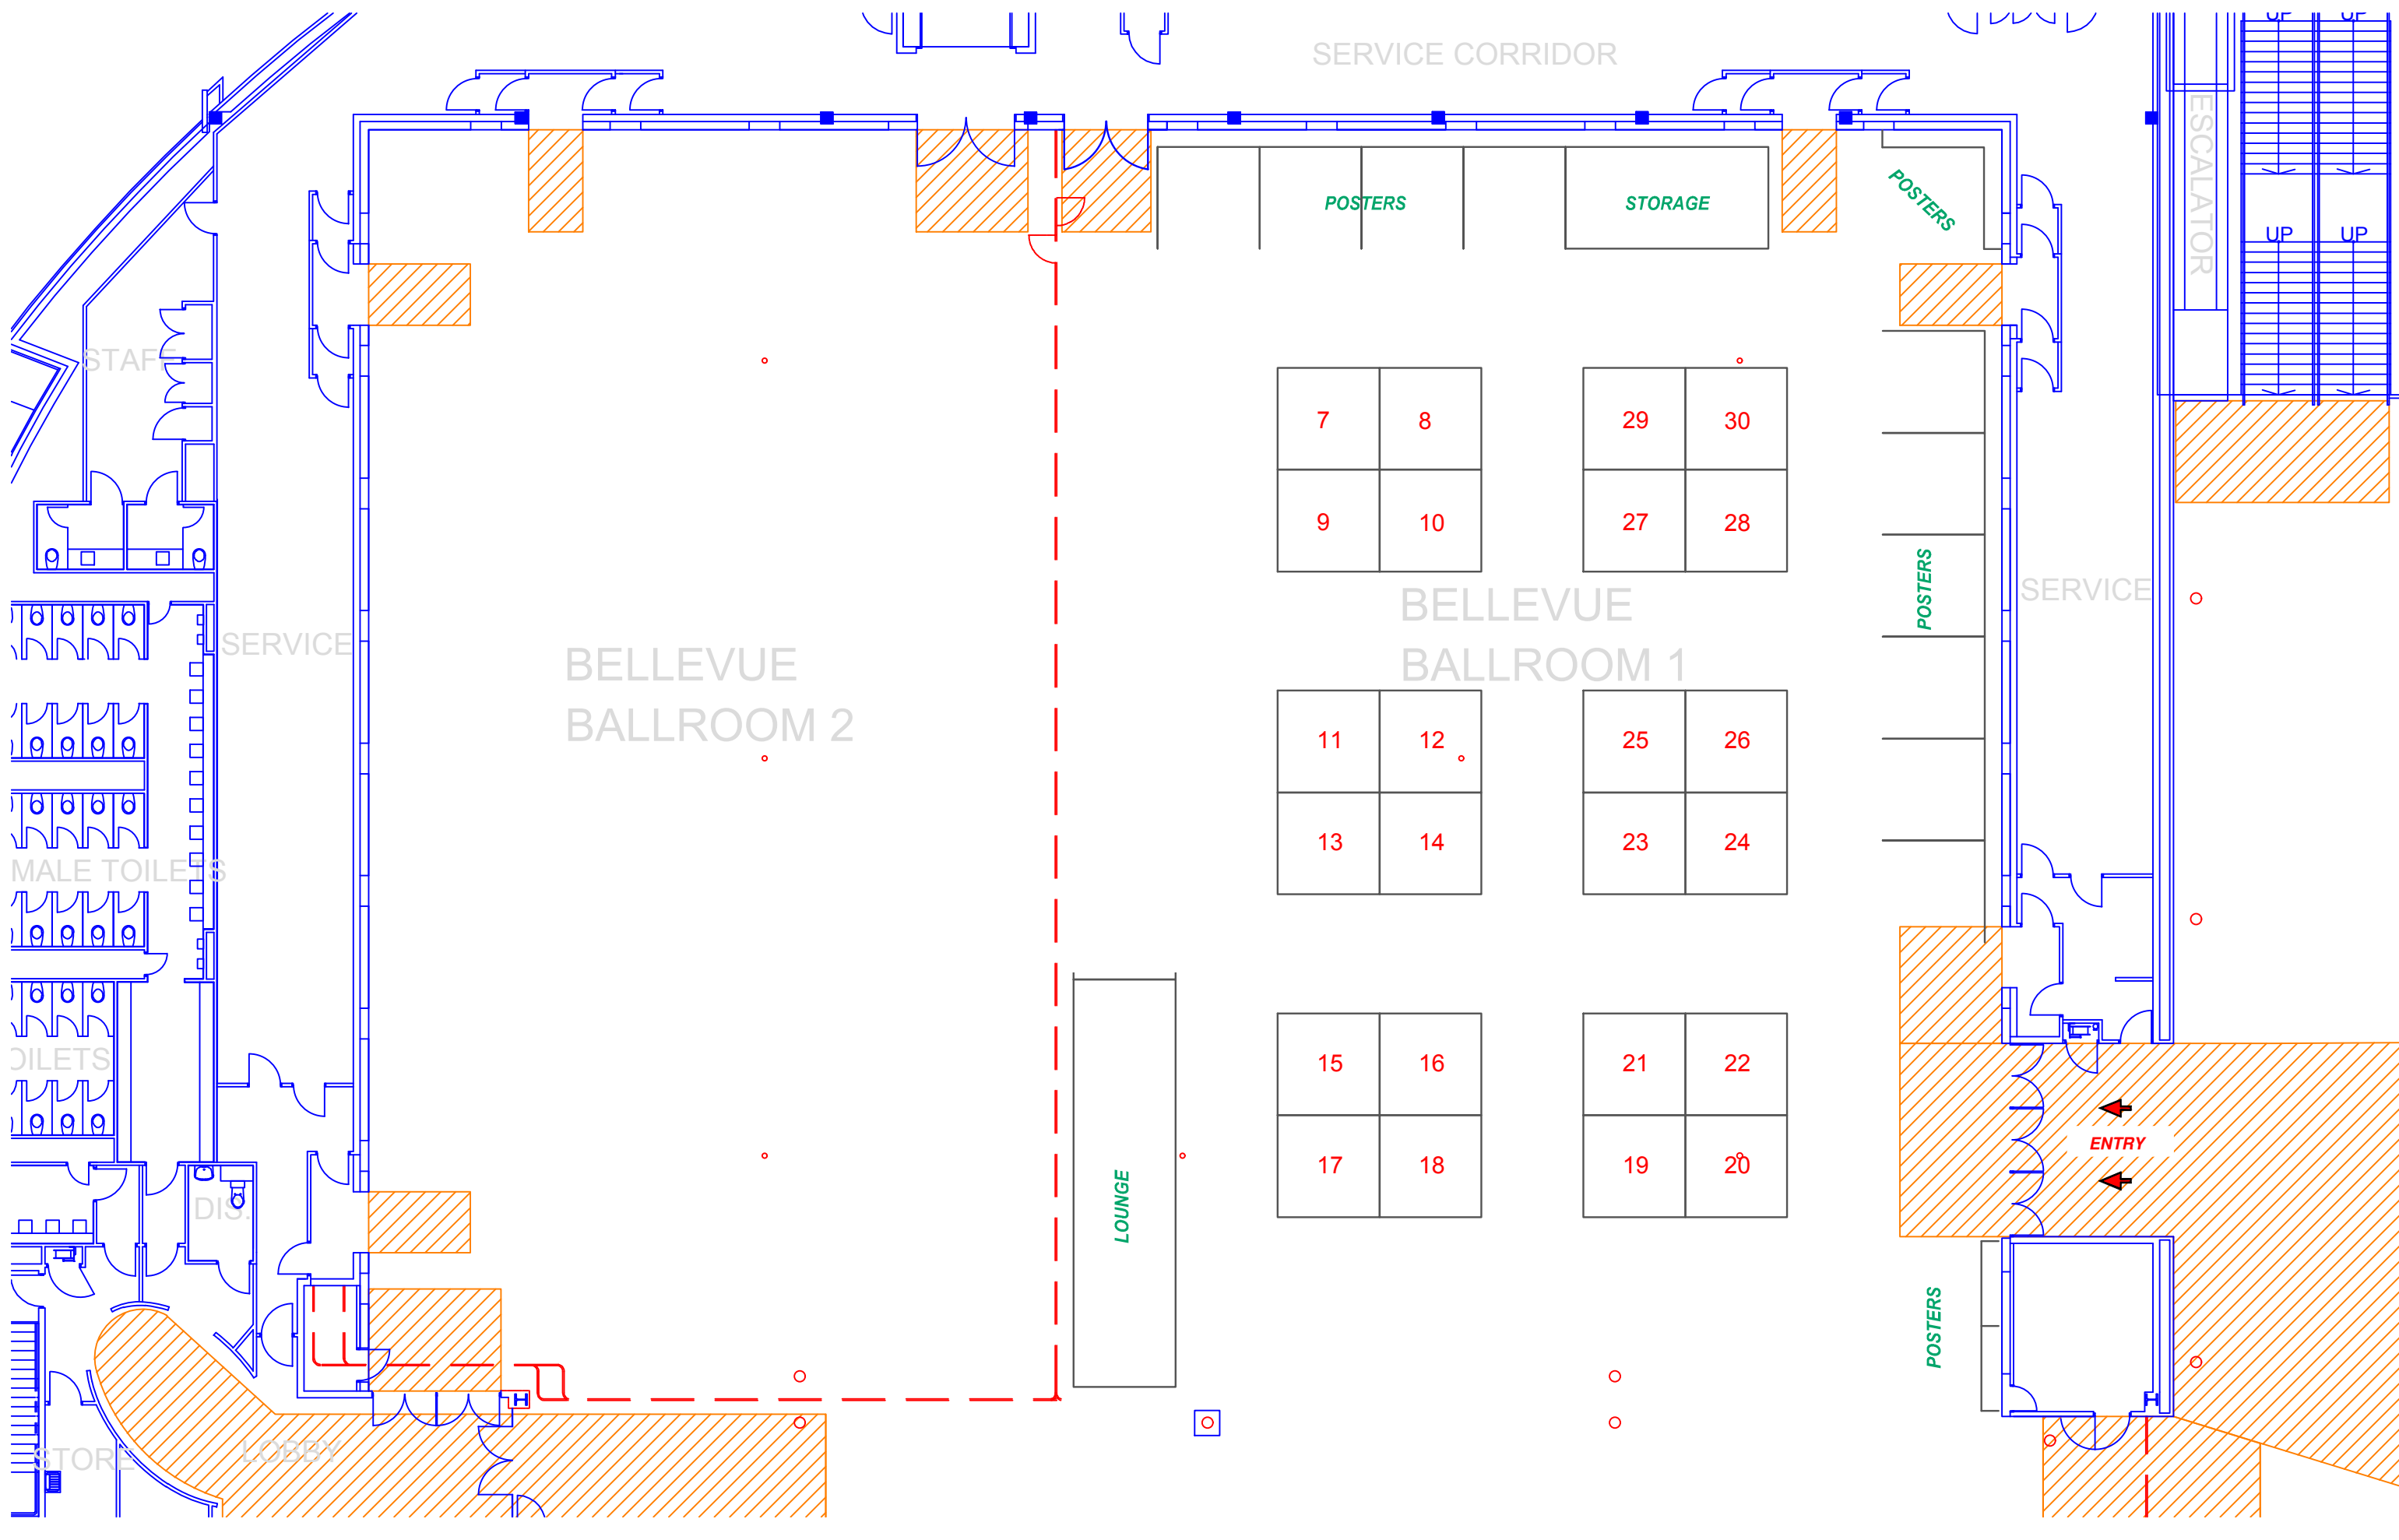 UP
UP
SERVICE CORRIDOR
ESCALATOR
POSTERS
STORAGE
POSTERS
UP
UP
STAFF
7
8
29
30
9
10
27
28
POSTERS
SERVICE
BELLEVUE
BALLROOM 1
SERVICE
BELLEVUE
BALLROOM 2
11
12
25
26
13
14
23
24
MALE TOILETS
OILETS
15
16
21
22
ENTRY
17
18
19
20
LOUNGE
DIS.
POSTERS
LOBBY
STORE